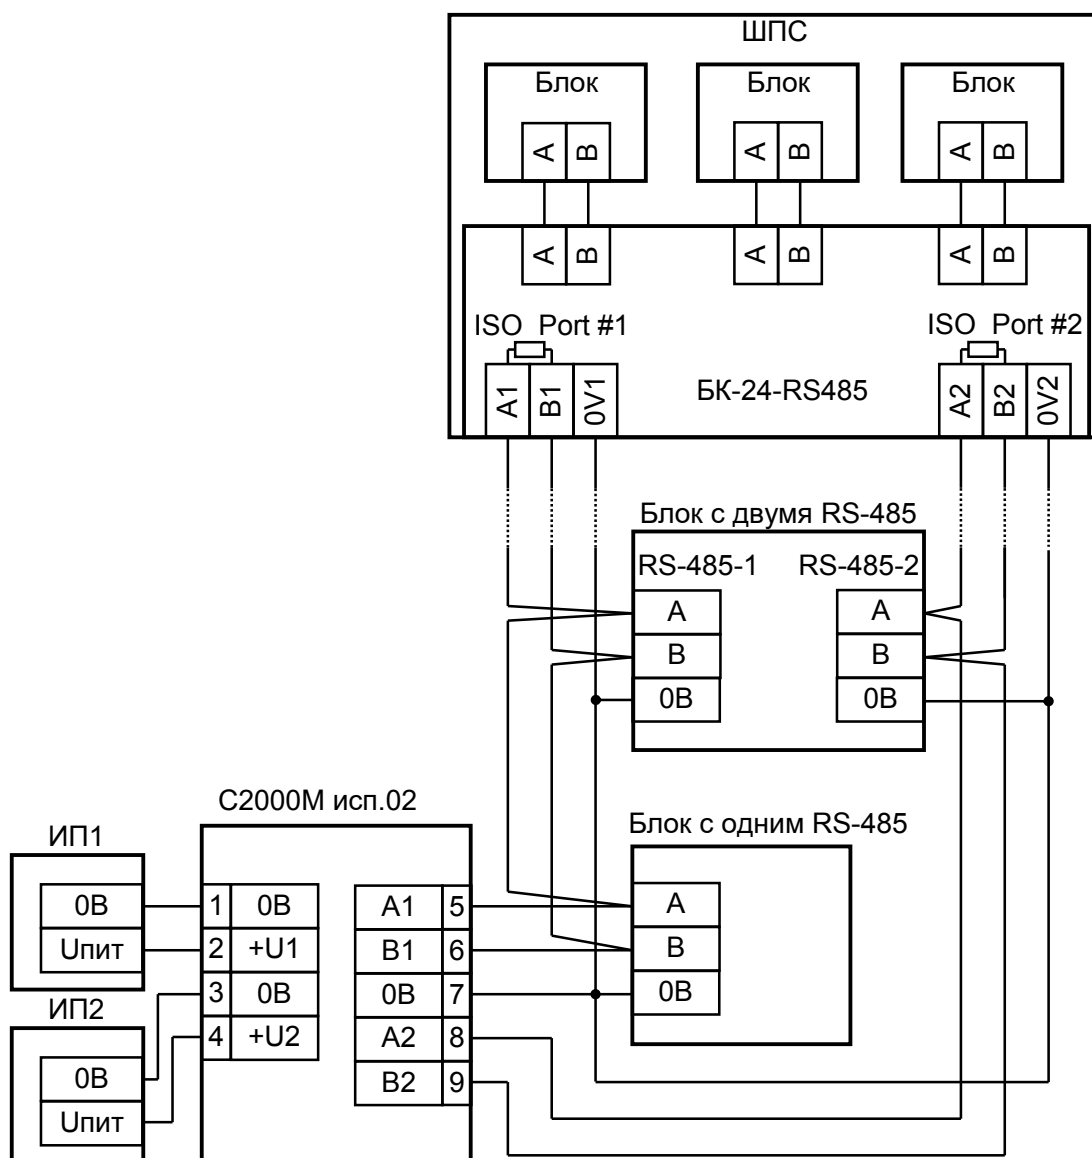 ШПС
Блок Блок Блок
A B A B A B
A B A B A B
ISO Port #1 ISO Port #2
A1 B1 0V1 БК-24-RS485 A2 B2 0V2
Блок с двумя RS-485
RS-485-1 RS-485-2
A A
B B
0В 0В
С2000М исп.02
Блок с одним RS-485
ИП1
0В 1 0В A1 5 A
Uпит 2 +U1 B1 6 B
3 0В 0В 7 0В
ИП2
4 +U2 A2 8
0В B2 9
Uпит